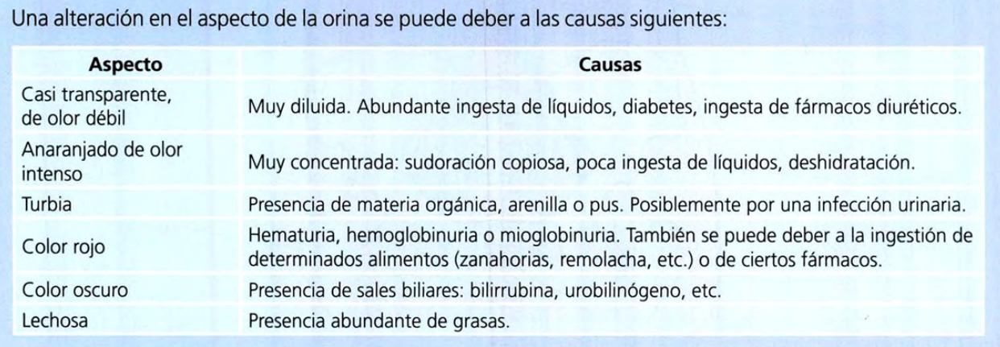 Una alteración en el aspecto de la orina se puede deber a las causas siguientes:
Aspecto
Causas
Casi transparente,
de olor débil
Muy diluida. Abundante ingesta de líquidos, diabetes, ingesta de fármacos diuréticos.
Anaranjado de olor
intenso
Muy concentrada: sudoración copiosa, poca ingesta de líquidos, deshidratación.
Turbia
Presencia de materia orgánica, arenilla o pus. Posiblemente por una infección urinaria.
Color rojo
Hematuria, hemoglobinuria o mioglobinuria. También se puede deber a la ingestión de
determinados alimentos (zanahorias, remolacha, etc.) o de ciertos fármacos.
Color oscuro
Presencia de sales biliares: bilirrubina, urobilinógeno, etc.
Lechosa
Presencia abundante de grasas.